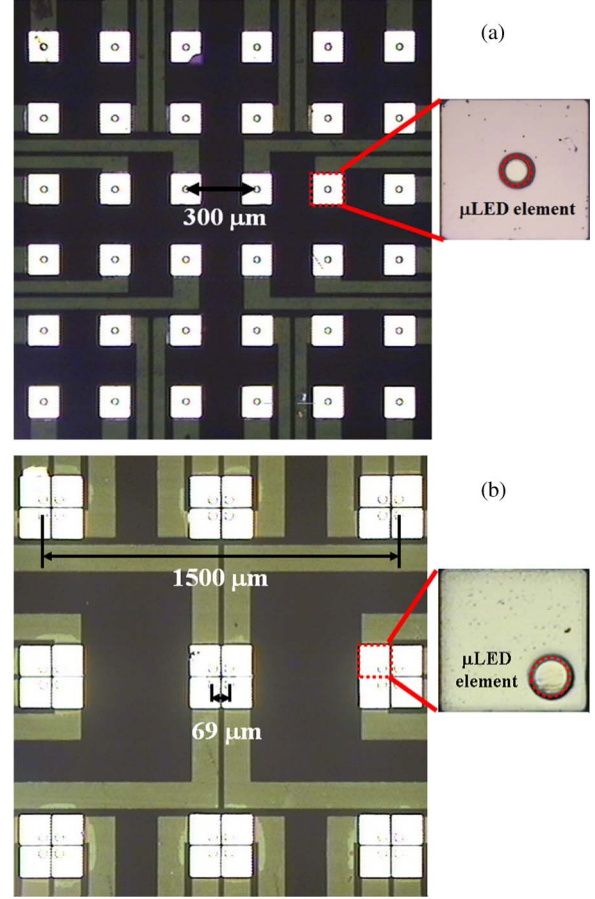 (a)
300 μm
μLED element
(b)
1500 μm
μLED
element
69 μm